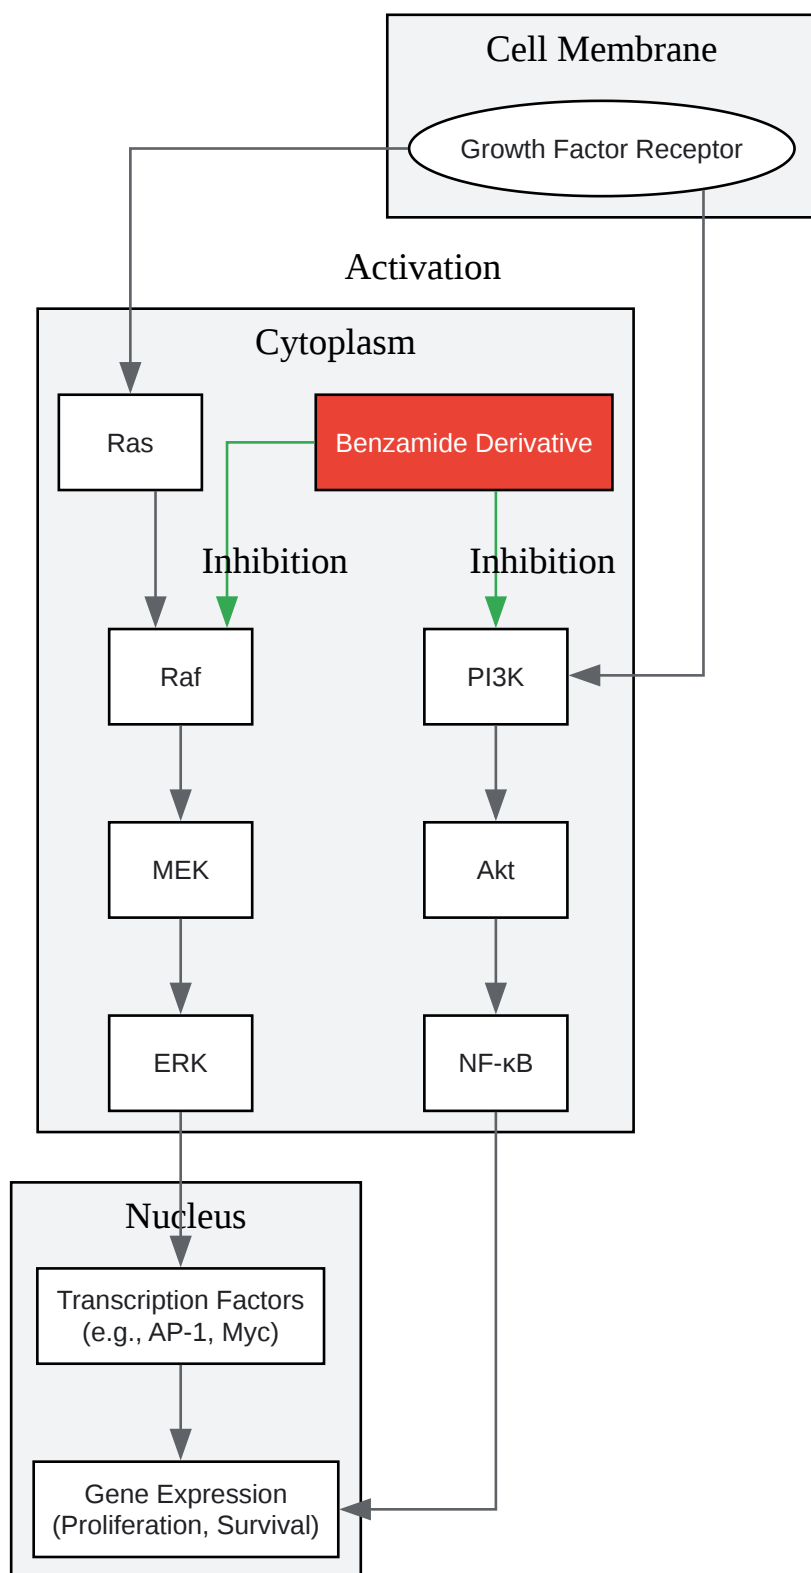 Cell Membrane
Growth Factor Receptor
Activation
Cytoplasm
Ras
Benzamide Derivative
Inhibition
Inhibition
Raf
PI3K
MEK
Akt
ERK
NF-κB
Nucleus
Transcription Factors
(e.g., AP-1, Myc)
Gene Expression
(Proliferation, Survival)